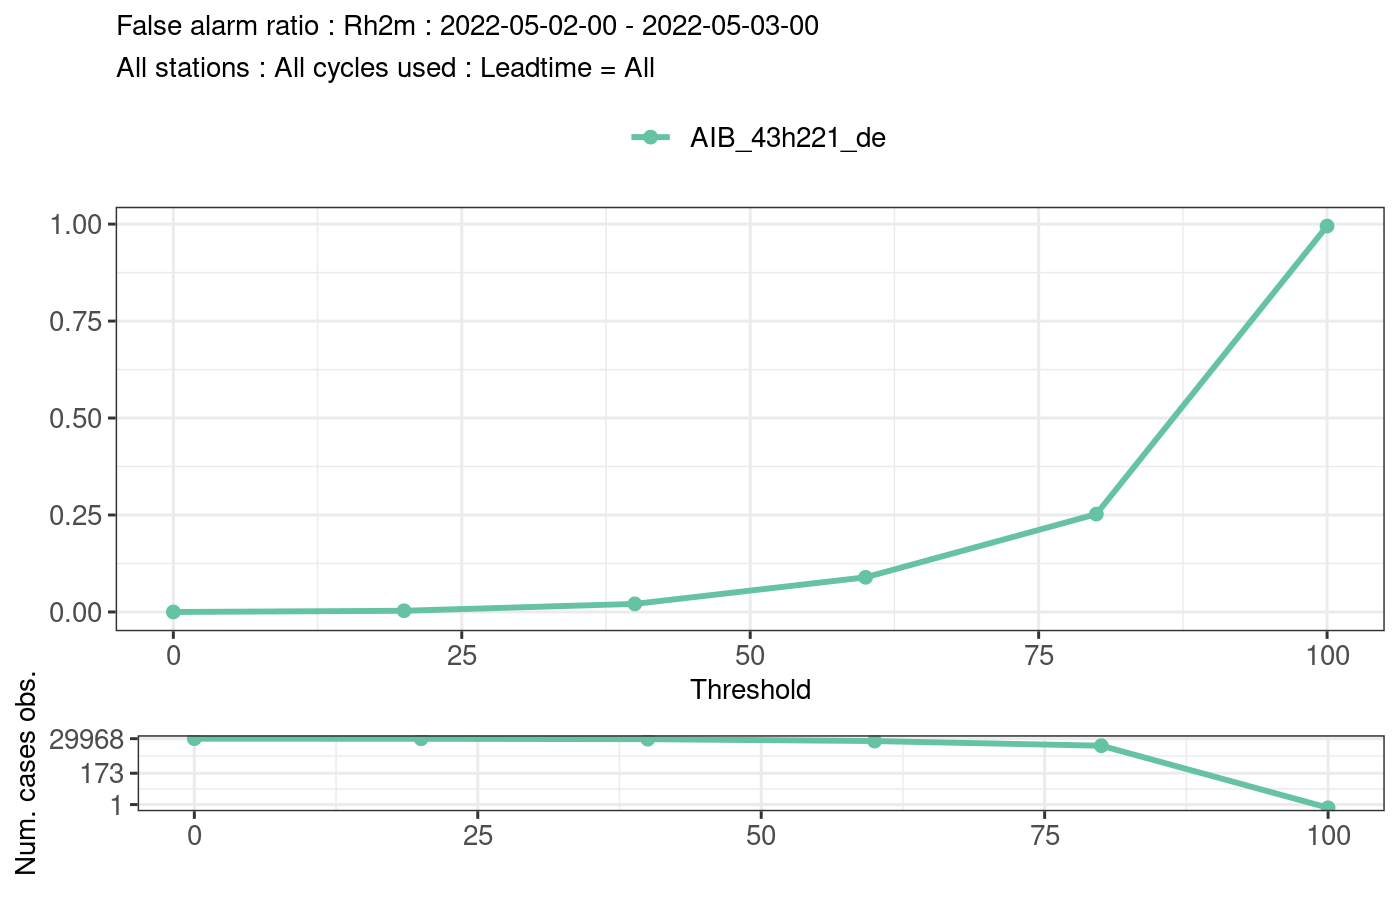 False alarm ratio : Rh2m : 2022-05-02-00 - 2022-05-03-00
All stations : All cycles used : Leadtime = All
AIB_43h221_de
1.00
0.75
0.50
0.25
0.00
0 25 50 75 100
Threshold
Num. cases obs.
29968
173
1
0 25 50 75 100